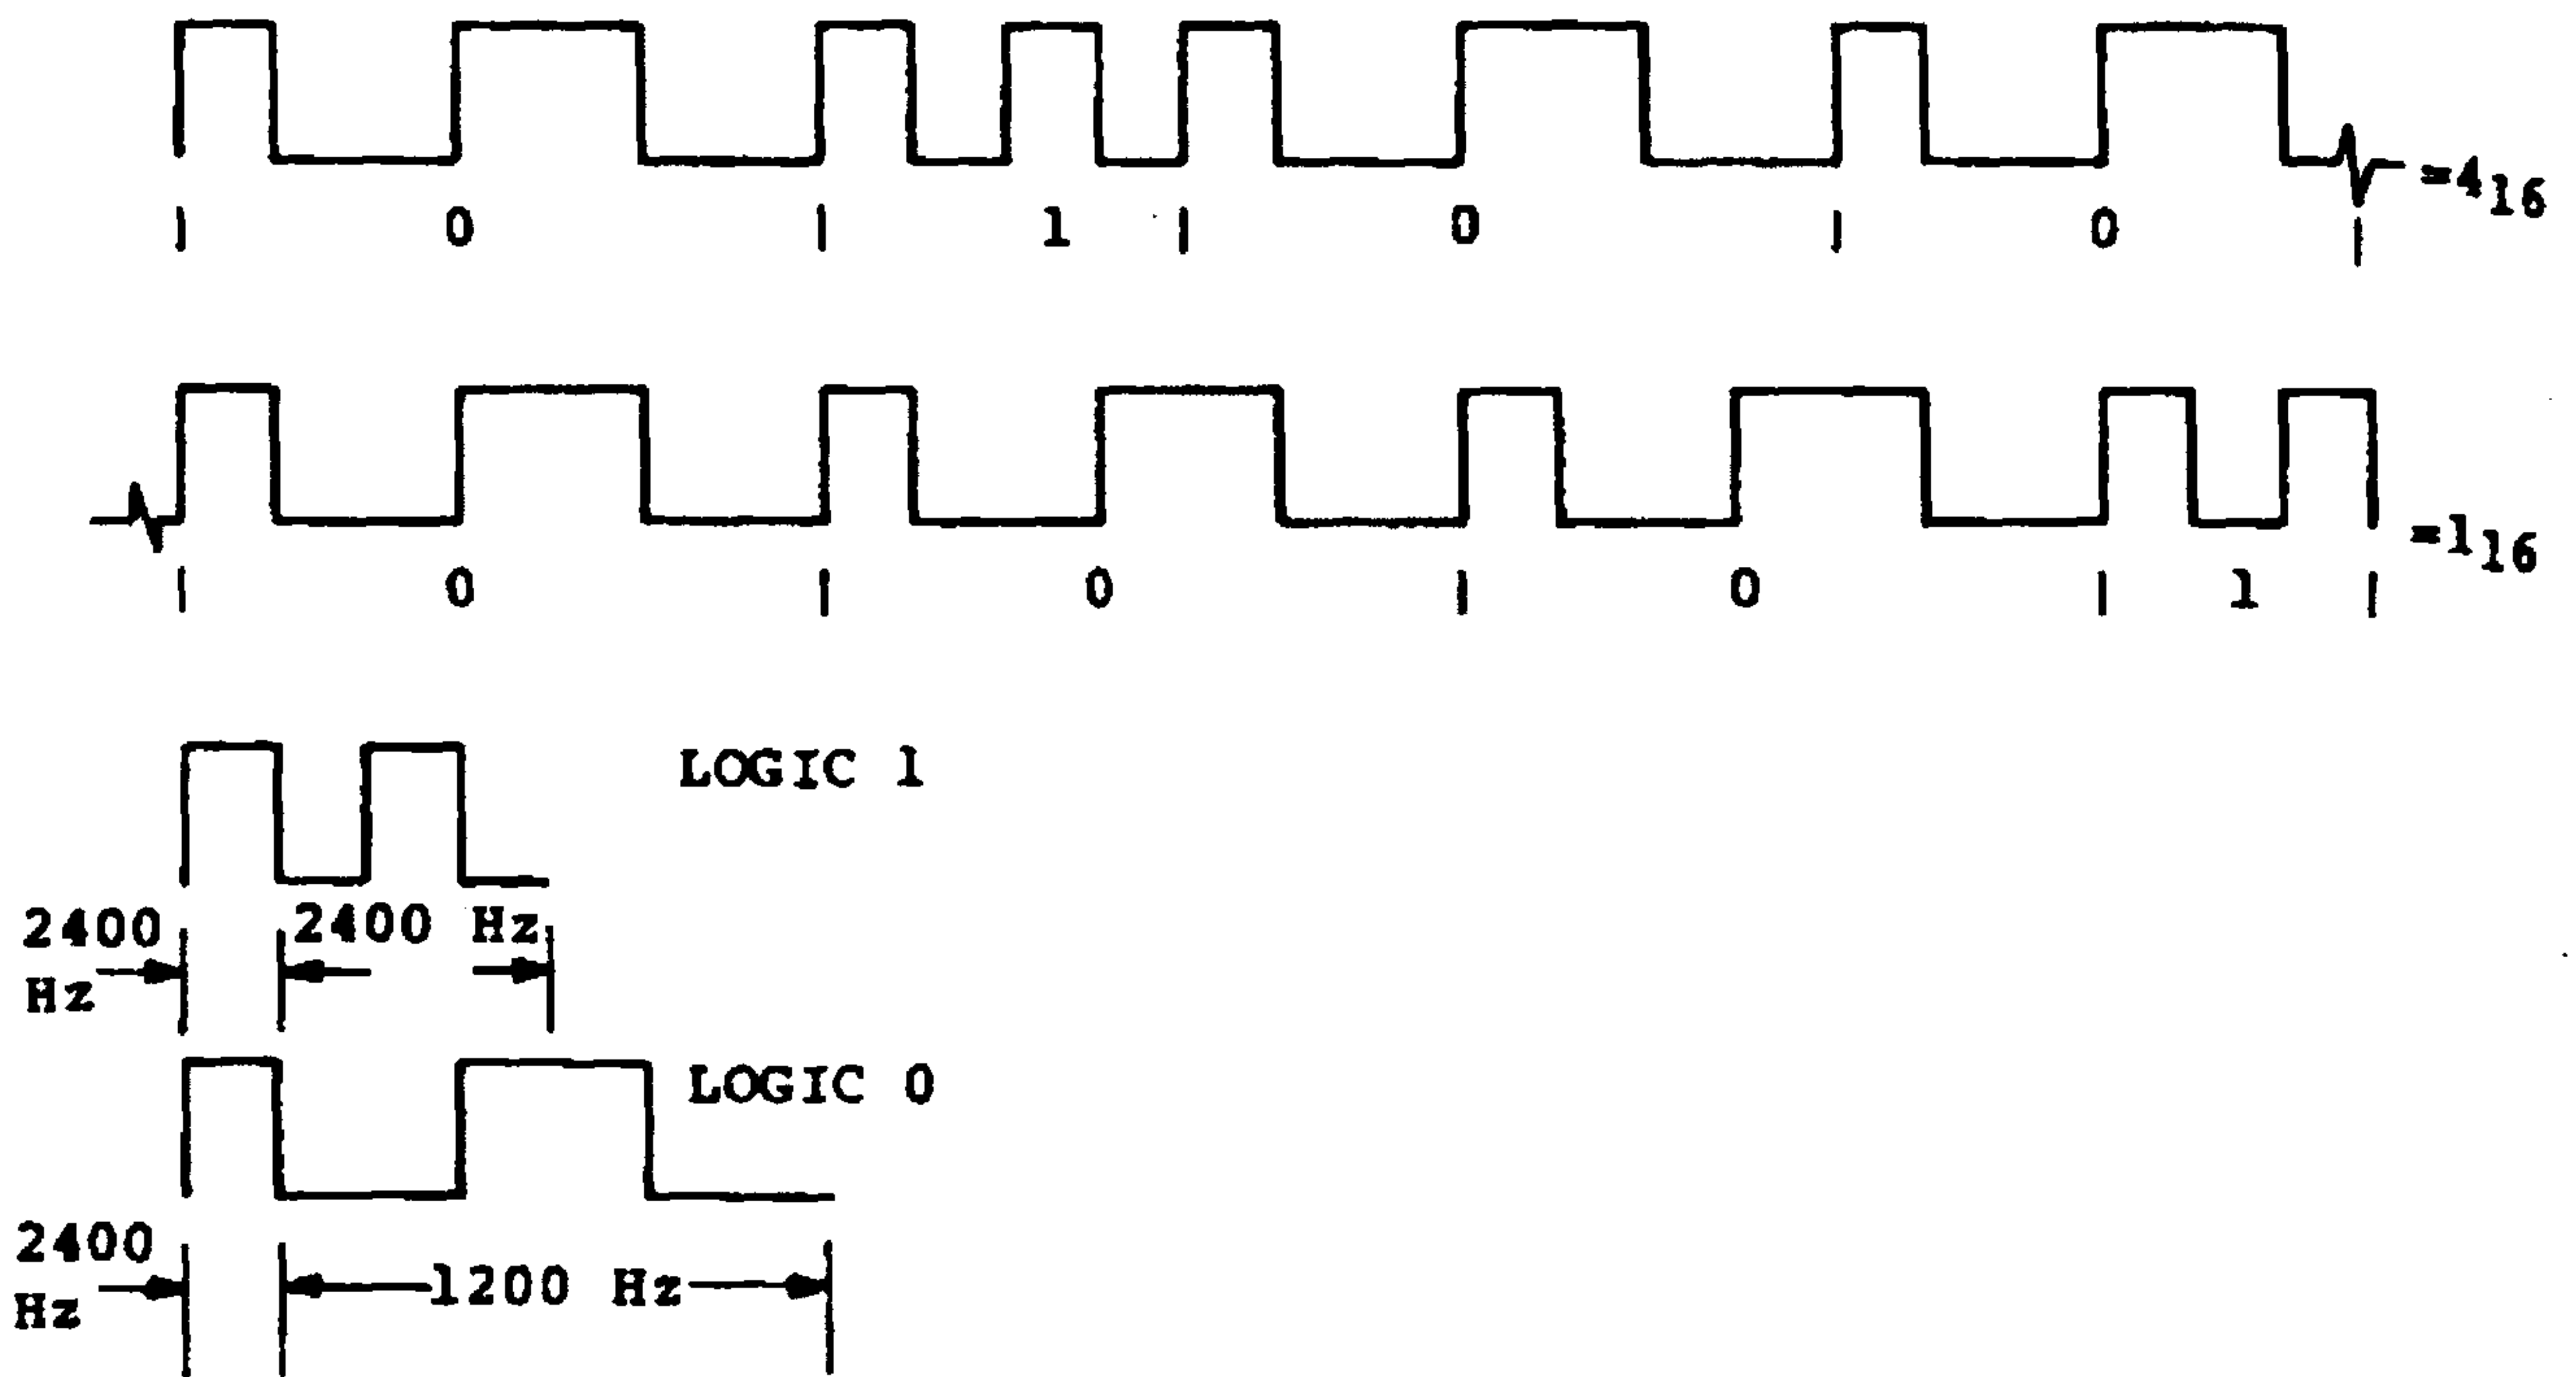 | 0 | 1 | 0 | 0 | =4₁₆
| 0 | 0 | 0 | 1 | =1₁₆
LOGIC 1
2400 Hz 2400 Hz
LOGIC 0
2400 Hz 1200 Hz